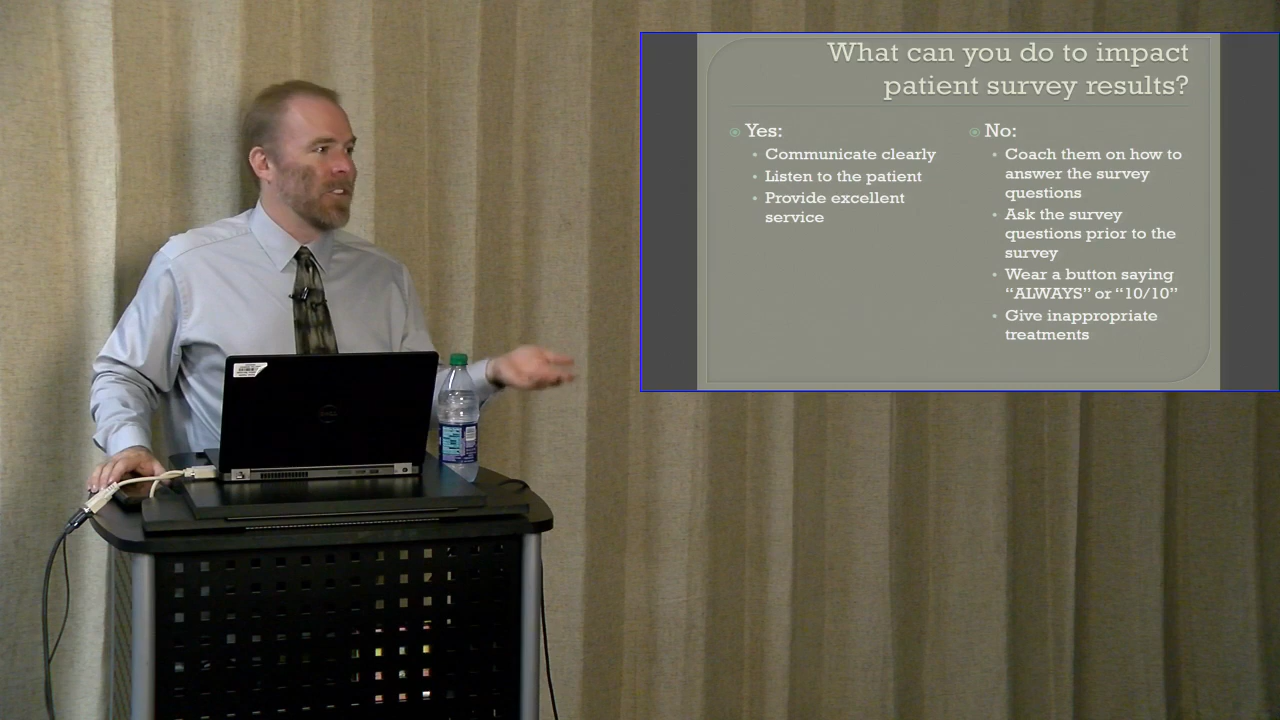 What can you do to impact
patient survey results?
Yes:
Communicate clearly
Listen to the patient
Provide excellent
service
No:
Coach them on how to
answer the survey
questions
Ask the survey
questions prior to the
survey
Wear a button saying
“ALWAYS” or “10/10”
Give inappropriate
treatments
DELL